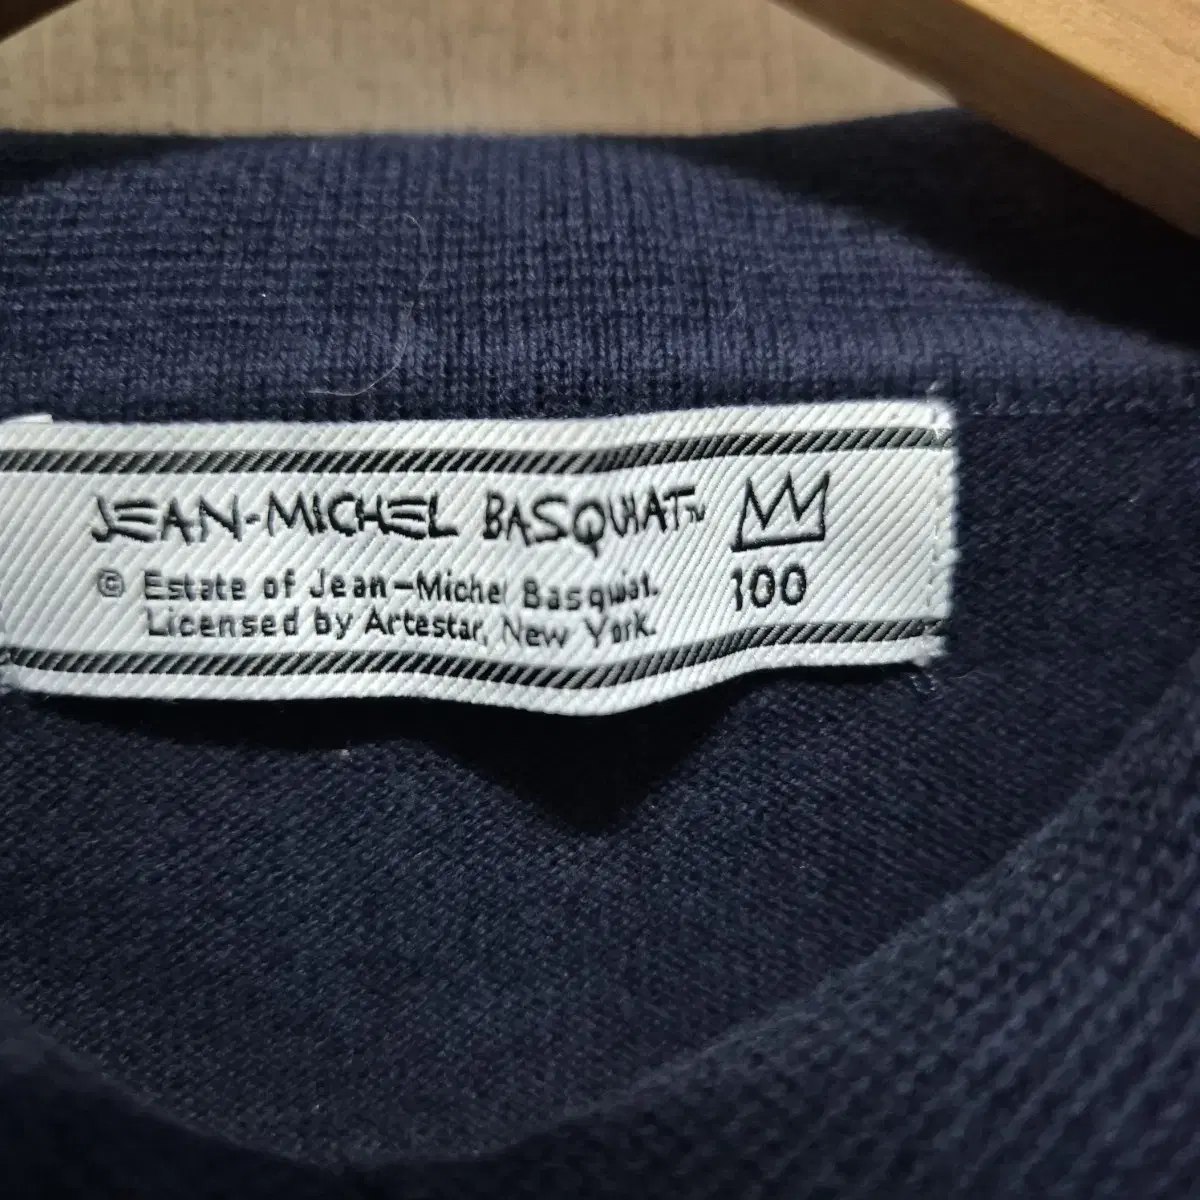 JEAN-MICHEL BASQUIAT™
100
© Estate of Jean-Michel Basquiat.
Licensed by Artestar, New York.